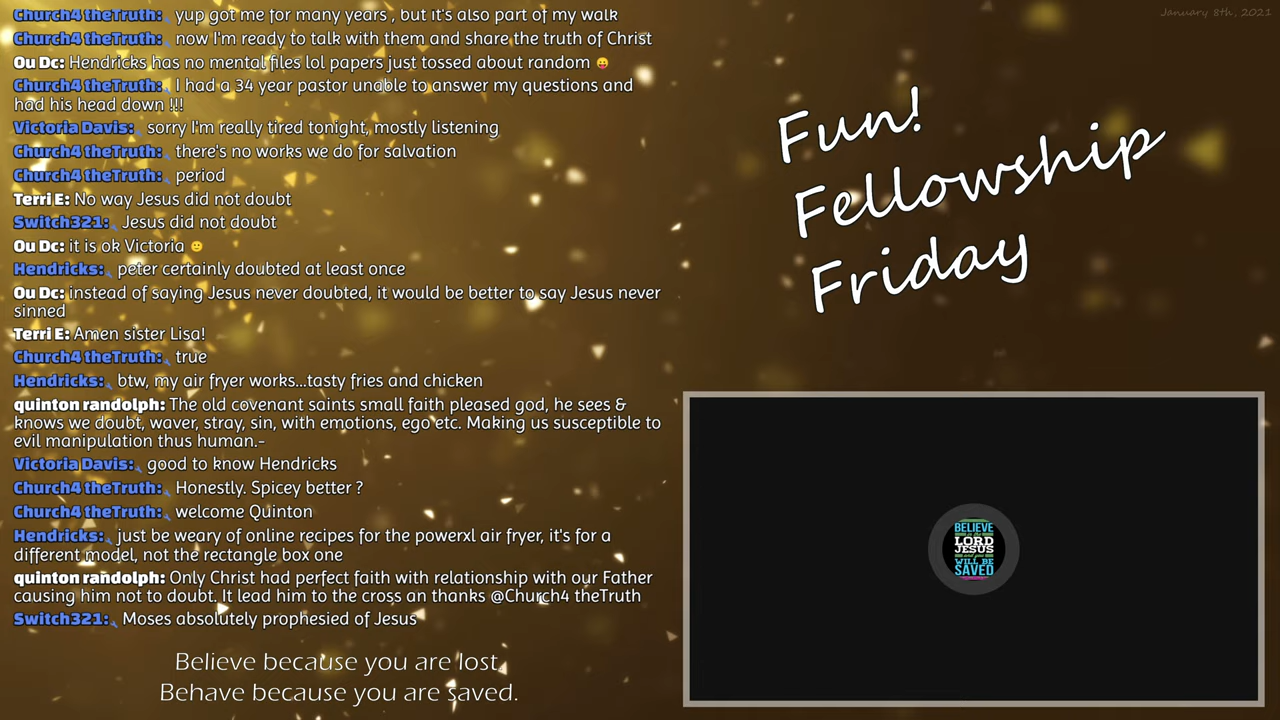 Church4 theTruth: yup got me for many years , but it's also part of my walk
Church4 theTruth: now I'm ready to talk with them and share the truth of Christ
Ou Dc: Hendricks has no mental files lol papers just tossed about random 😛
Church4 theTruth: I had a 34 year pastor unable to answer my questions and
had his head down !!!
Victoria Davis: sorry I'm really tired tonight, mostly listening
Church4 theTruth: there's no works we do for salvation
Church4 theTruth: period
Terri E: No way Jesus did not doubt
Switch321: Jesus did not doubt
Ou Dc: it is ok Victoria 🙂
Hendricks: peter certainly doubted at least once
Ou Dc: instead of saying Jesus never doubted, it would be better to say Jesus never
sinned
Terri E: Amen sister Lisa!
Church4 theTruth: true
Hendricks: btw, my air fryer works...tasty fries and chicken
quinton randolph: The old covenant saints small faith pleased god, he sees &
knows we doubt, waver, stray, sin, with emotions, ego etc. Making us susceptible to
evil manipulation thus human.-
Victoria Davis: good to know Hendricks
Church4 theTruth: Honestly. Spicey better ?
Church4 theTruth: welcome Quinton
Hendricks: just be weary of online recipes for the powerxl air fryer, it's for a
different model, not the rectangle box one
quinton randolph: Only Christ had perfect faith with relationship with our Father
causing him not to doubt. It lead him to the cross an thanks @Church4 theTruth
Switch321: Moses absolutely prophesied of Jesus
Believe because you are lost.
Behave because you are saved.
January 8th, 2021
Fun!
Fellowship
Friday
BELIEVE
LORD
JESUS
WILL BE
SAVED